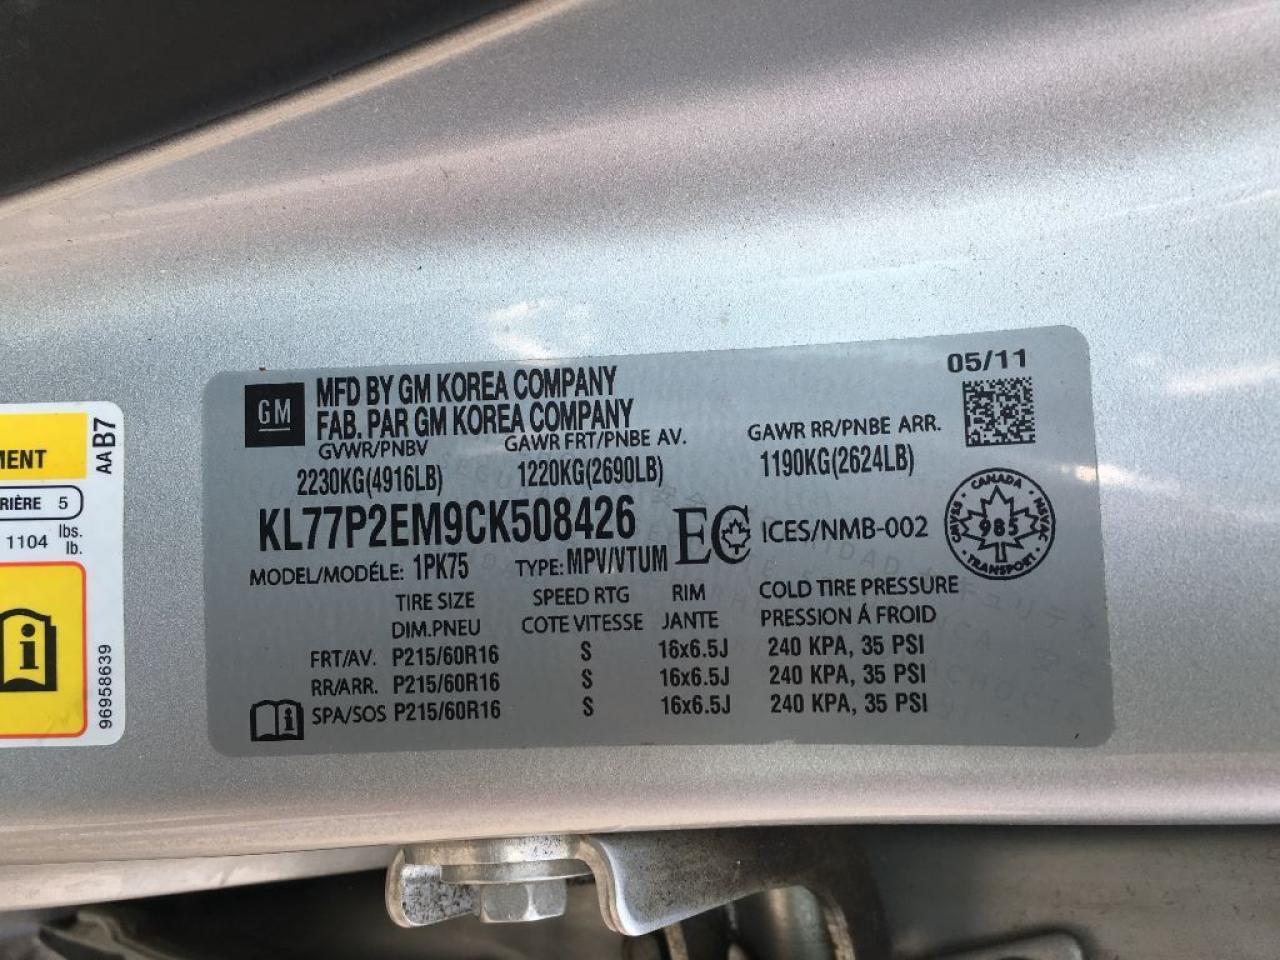 MENT
RIÈRE 5
lbs.
1104 lb.
AAB7
96958639
05/11
GM
MFD BY GM KOREA COMPANY
FAB. PAR GM KOREA COMPANY
GVWR/PNBV GAWR FRT/PNBE AV. GAWR RR/PNBE ARR.
2230KG(4916LB) 1220KG(2690LB) 1190KG(2624LB)
KL77P2EM9CK508426 EC ICES/NMB-002
CANADA
CMVSS 985 NSVAC
TRANSPORT
MODEL/MODÉLE: 1PK75 TYPE: MPV/VTUM
TIRE SIZE SPEED RTG RIM COLD TIRE PRESSURE
DIM.PNEU COTE VITESSE JANTE PRESSION Á FROID
FRT/AV. P215/60R16 S 16x6.5J 240 KPA, 35 PSI
RR/ARR. P215/60R16 S 16x6.5J 240 KPA, 35 PSI
SPA/SOS P215/60R16 S 16x6.5J 240 KPA, 35 PSI